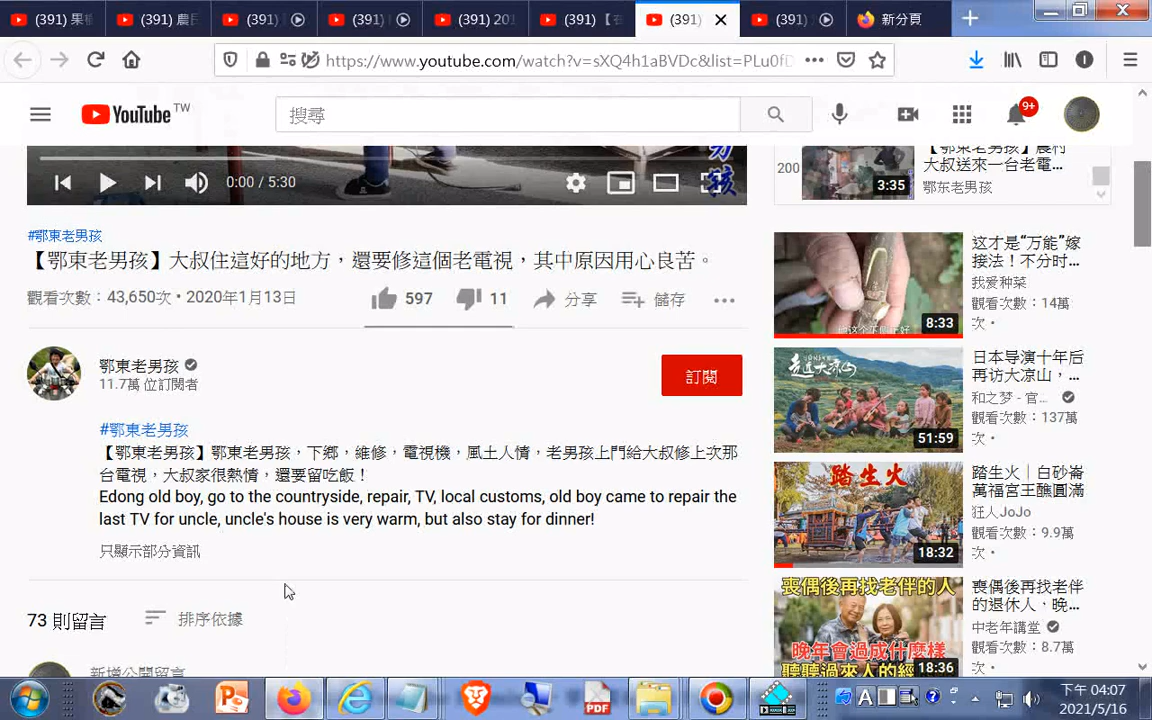 (391) 果樹
(391) 農民
(391)
(391)
(391) 201
(391) 【
(391)
(391)
新分頁
https://www.youtube.com/watch?v=sXQ4h1aBVDc&list=PLu0fD
YouTube TW
搜尋
9+
0:00 / 5:30
男孩
#鄂東老男孩
【鄂東老男孩】大叔住這好的地方，還要修這個老電視，其中原因用心良苦。
觀看次數：43,650次 • 2020年1月13日
597
11
分享
儲存
鄂東老男孩
11.7萬 位訂閱者
訂閱
#鄂東老男孩
【鄂東老男孩】鄂東老男孩，下鄉，維修，電視機，風土人情，老男孩上門給大叔修上次那
台電視，大叔家很熱情，還要留吃飯！
Edong old boy, go to the countryside, repair, TV, local customs, old boy came to repair the
last TV for uncle, uncle's house is very warm, but also stay for dinner!
只顯示部分資訊
73 則留言
排序依據
新增公開留言
200
3:35
【鄂東老男孩】農村
大叔送來一台老電…
鄂东老男孩
8:33
这才是“万能”嫁
接法！不分时…
我爱种菜
觀看次數：14萬
次 •
走进大凉山
51:59
日本导演十年后
再访大凉山，…
和之梦 - 官…
觀看次數：137萬
次 •
踏生火
18:32
踏生火｜白砂崙
萬福宮王醮圓滿
狂人JoJo
觀看次數：9.9萬
次 •
喪偶後再找老伴的人
晚年會過成什麼樣
聽聽過來人的經
18:36
喪偶後再找老伴
的退休人，晚…
中老年講堂
觀看次數：8.7萬
次 •
PDF
A
下午 04:07
2021/5/16